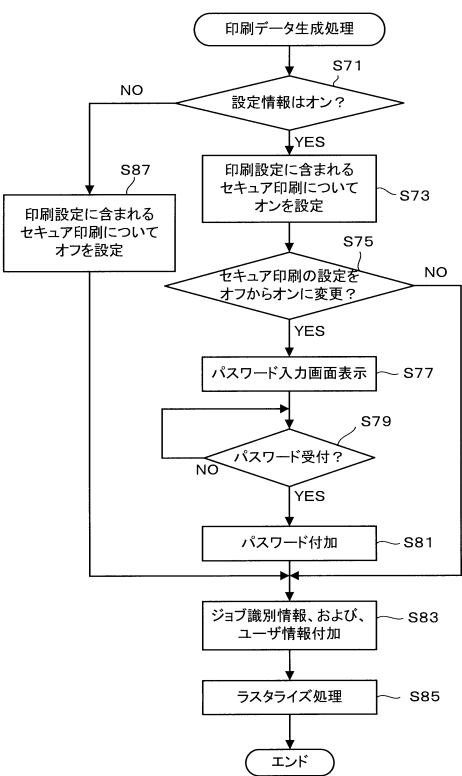 印刷データ生成処理
S71
設定情報はオン?
NO
YES
S87
印刷設定に含まれる
セキュア印刷について
オフを設定
印刷設定に含まれる
セキュア印刷について
オンを設定
S73
S75
セキュア印刷の設定を
オフからオンに変更?
NO
YES
パスワード入力画面表示
S77
S79
パスワード受付?
NO
YES
パスワード付加
S81
ジョブ識別情報、および、
ユーザ情報付加
S83
ラスタライズ処理
S85
エンド